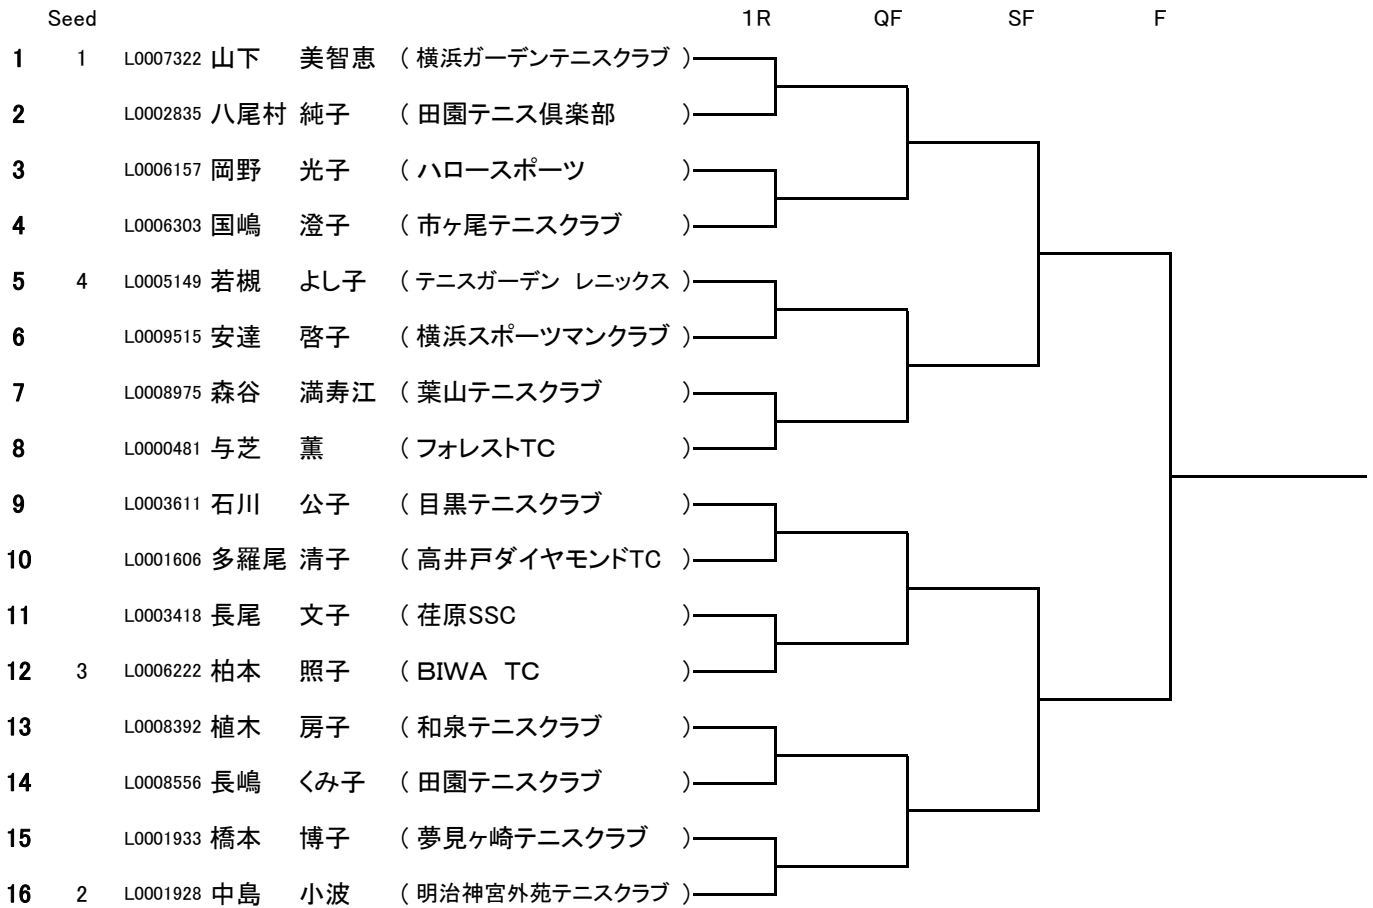 Seed 1R QF SF F
1 1 L0007322 山下 美智恵 ( 横浜ガーデンテニスクラブ )
2 L0002835 八尾村 純子 ( 田園テニス倶楽部 )
3 L0006157 岡野 光子 ( ハロースポーツ )
4 L0006303 国嶋 澄子 ( 市ヶ尾テニスクラブ )
5 4 L0005149 若槻 よし子 ( テニスガーデン レニックス )
6 L0009515 安達 啓子 ( 横浜スポーツマンクラブ )
7 L0008975 森谷 満寿江 ( 葉山テニスクラブ )
8 L0000481 与芝 薫 ( フォレストTC )
9 L0003611 石川 公子 ( 目黒テニスクラブ )
10 L0001606 多羅尾 清子 ( 高井戸ダイヤモンドTC )
11 L0003418 長尾 文子 ( 荏原SSC )
12 3 L0006222 柏本 照子 ( BIWA TC )
13 L0008392 植木 房子 ( 和泉テニスクラブ )
14 L0008556 長嶋 くみ子 ( 田園テニスクラブ )
15 L0001933 橋本 博子 ( 夢見ヶ崎テニスクラブ )
16 2 L0001928 中島 小波 ( 明治神宮外苑テニスクラブ )